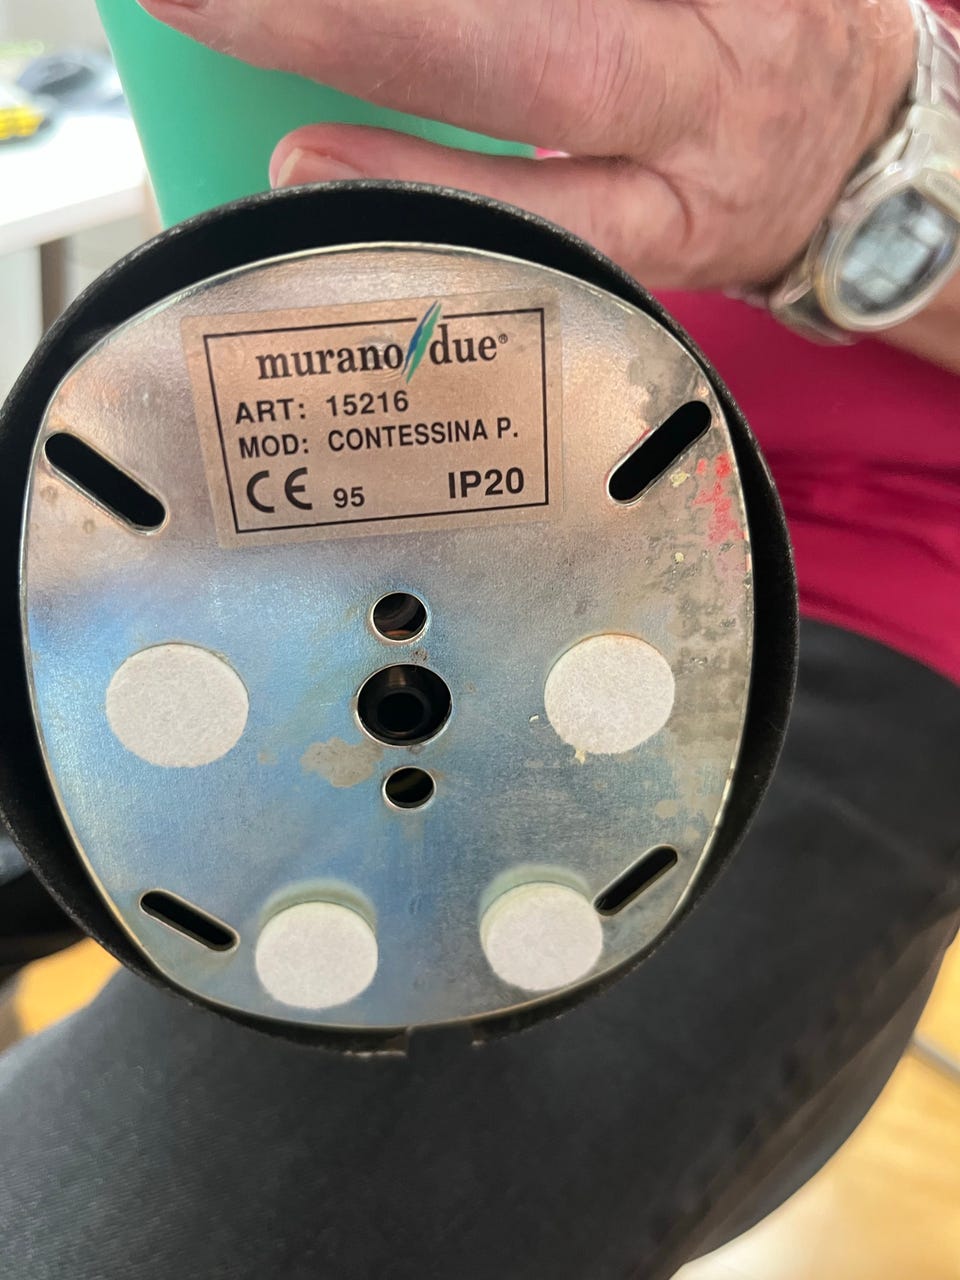 murano due®
ART: 15216
MOD: CONTESSINA P.
CE 95 IP20